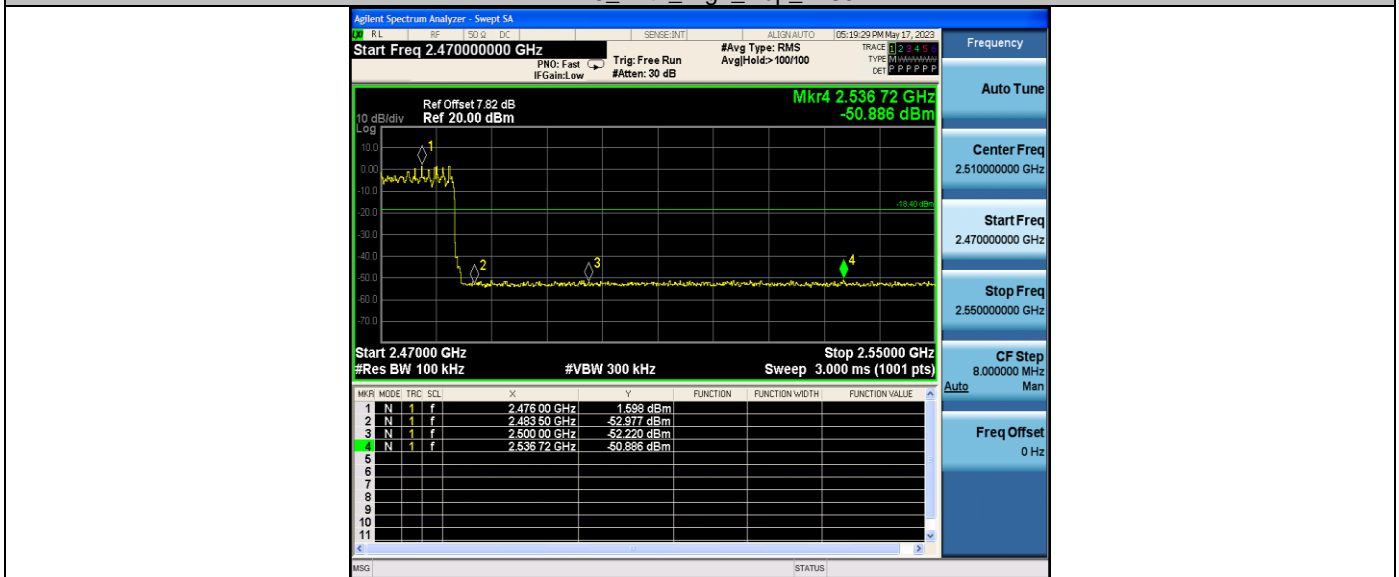 Agilent Spectrum Analyzer - Swept SA
RL RF 50 Ω DC SENSE:INT ALIGN AUTO 05:19:29 PM May 17, 2023
Start Freq 2.470000000 GHz
PNO: Fast
IFGain:Low
Trig: Free Run
#Atten: 30 dB
#Avg Type: RMS
Avg|Hold:>100/100
TRACE 1 2 3 4 5 6
TYPE M
DET P P P P P P
Ref Offset 7.82 dB
Ref 20.00 dBm
10 dB/div
Log
Mkr4 2.536 72 GHz
-50.886 dBm
10.0
0.00
-10.0
-20.0
-30.0
-40.0
-50.0
-60.0
-70.0
1
2
3
4
-18.40 dBm
Start 2.47000 GHz
Stop 2.55000 GHz
#Res BW 100 kHz
#VBW 300 kHz
Sweep 3.000 ms (1001 pts)
MKR MODE TRC SCL X Y FUNCTION FUNCTION WIDTH FUNCTION VALUE
1 N 1 f 2.476 00 GHz 1.598 dBm
2 N 1 f 2.483 50 GHz -52.977 dBm
3 N 1 f 2.500 00 GHz -52.220 dBm
4 N 1 f 2.536 72 GHz -50.886 dBm
5
6
7
8
9
10
11
MSG
STATUS
Frequency
Auto Tune
Center Freq
2.510000000 GHz
Start Freq
2.470000000 GHz
Stop Freq
2.550000000 GHz
CF Step
8.000000 MHz
Auto Man
Freq Offset
0 Hz